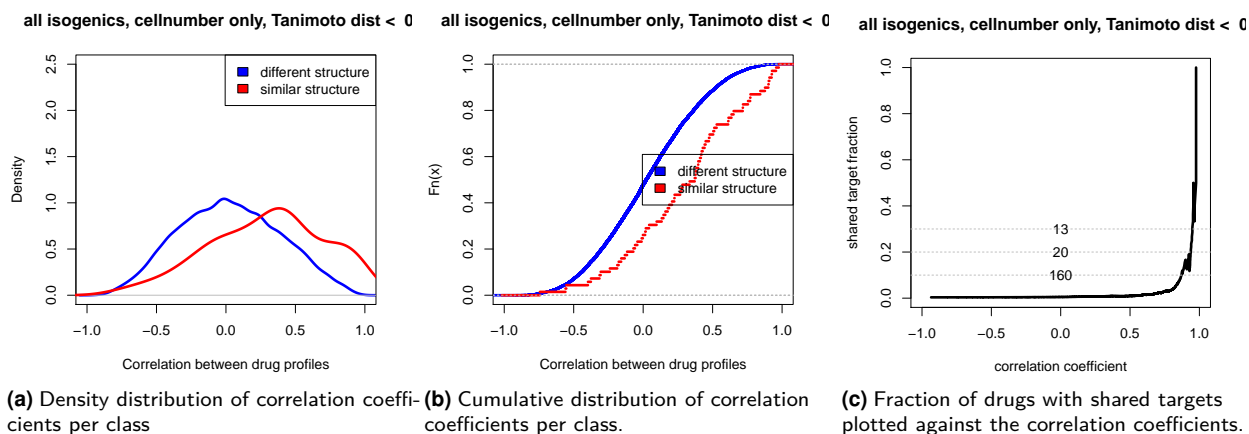 all isogenics, cellnumber only, Tanimoto dist < 0
Density
2.5
2.0
1.5
1.0
0.5
0.0
different structure
similar structure
−1.0 −0.5 0.0 0.5 1.0
Correlation between drug profiles
(a) Density distribution of correlation coeffi-
cients per class
all isogenics, cellnumber only, Tanimoto dist < 0
Fn(x)
1.0
0.8
0.6
0.4
0.2
0.0
different structure
similar structure
−1.0 −0.5 0.0 0.5 1.0
Correlation between drug profiles
(b) Cumulative distribution of correlation
coefficients per class.
all isogenics, cellnumber only, Tanimoto dist < 0
shared target fraction
1.0
0.8
0.6
0.4
0.2
0.0
13
20
160
−1.0 −0.5 0.0 0.5 1.0
correlation coefficient
(c) Fraction of drugs with shared targets
plotted against the correlation coefficients.